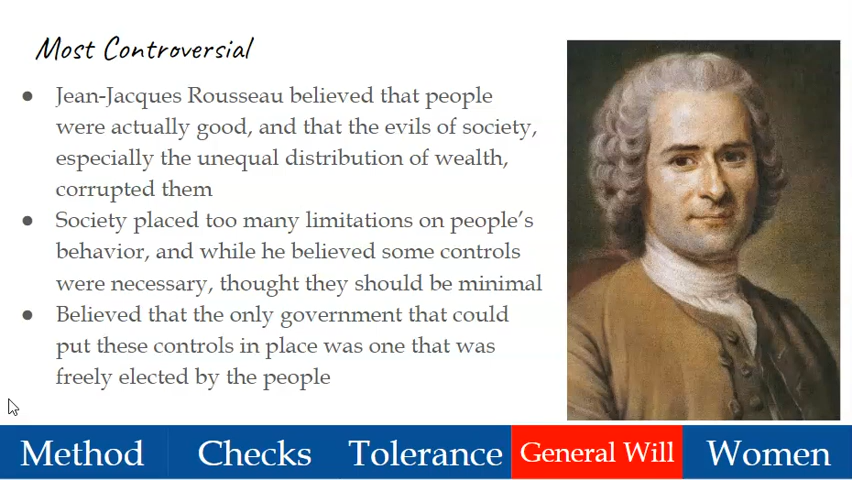 Most Controversial
● Jean-Jacques Rousseau believed that people
were actually good, and that the evils of society,
especially the unequal distribution of wealth,
corrupted them
● Society placed too many limitations on people’s
behavior, and while he believed some controls
were necessary, thought they should be minimal
● Believed that the only government that could
put these controls in place was one that was
freely elected by the people
Method Checks Tolerance General Will Women